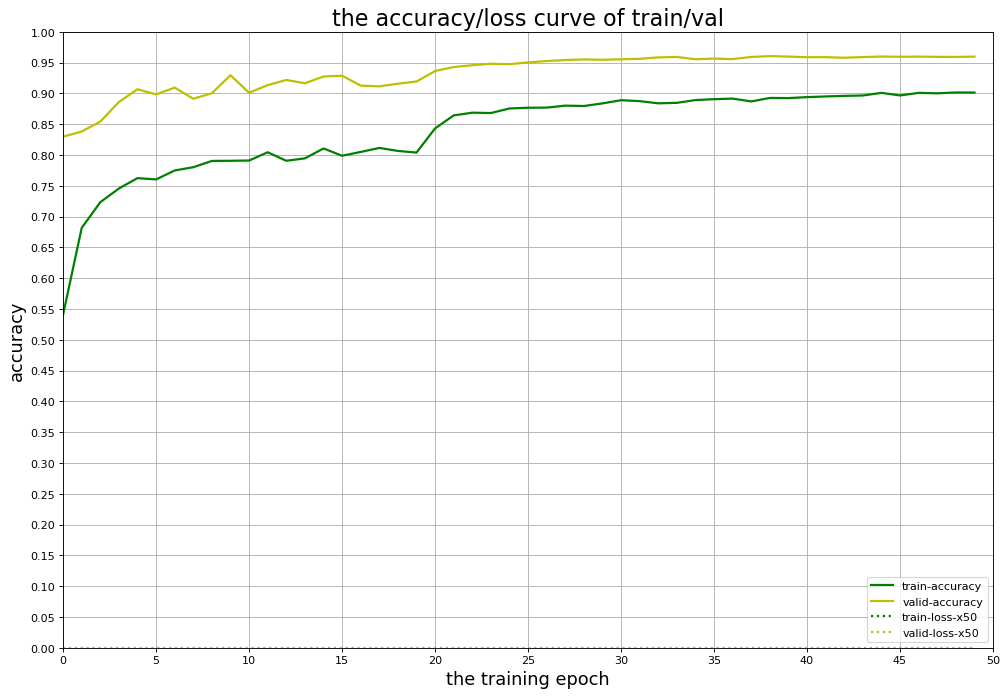 the accuracy/loss curve of train/val
1.00
0.95
0.90
0.85
0.80
0.75
0.70
0.65
0.60
0.55
0.50
0.45
0.40
0.35
0.30
0.25
0.20
0.15
0.10
0.05
0.00
accuracy
train-accuracy
valid-accuracy
train-loss-x50
valid-loss-x50
0 5 10 15 20 25 30 35 40 45 50
the training epoch